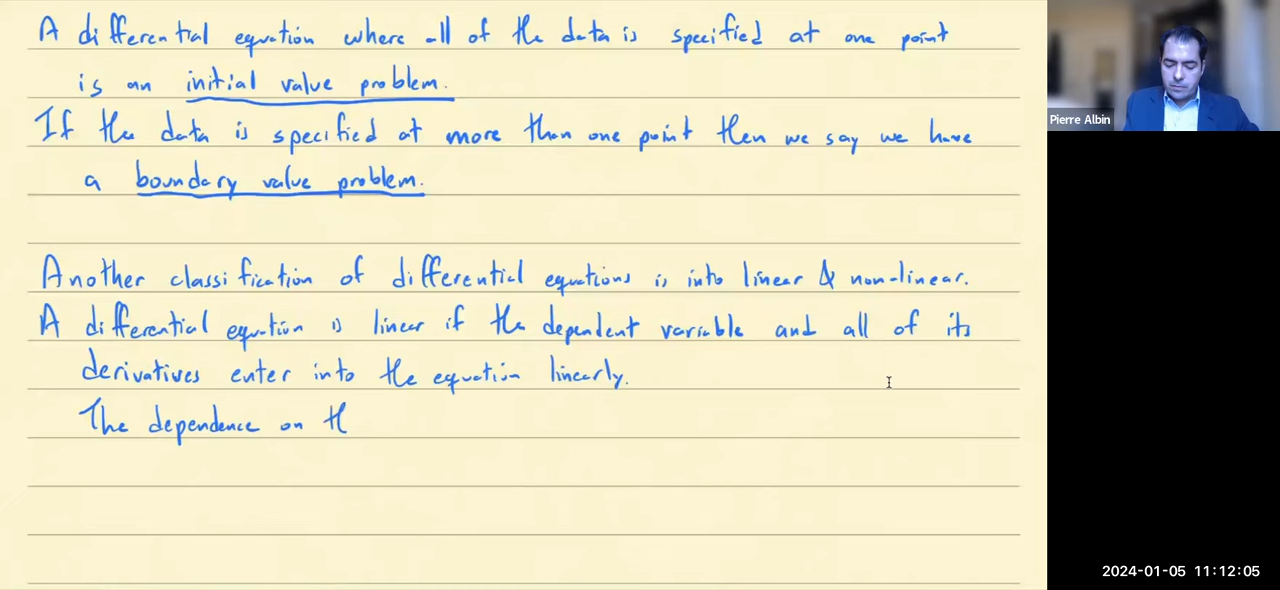 A differential equation where all of the data is specified at one point
is an initial value problem.
If the data is specified at more than one point then we say we have
a boundary value problem.
Another classification of differential equations is into linear & non-linear.
A differential equation is linear if the dependent variable and all of its
derivatives enter into the equation linearly.
The dependence on th
Pierre Albin
2024-01-05 11:12:05